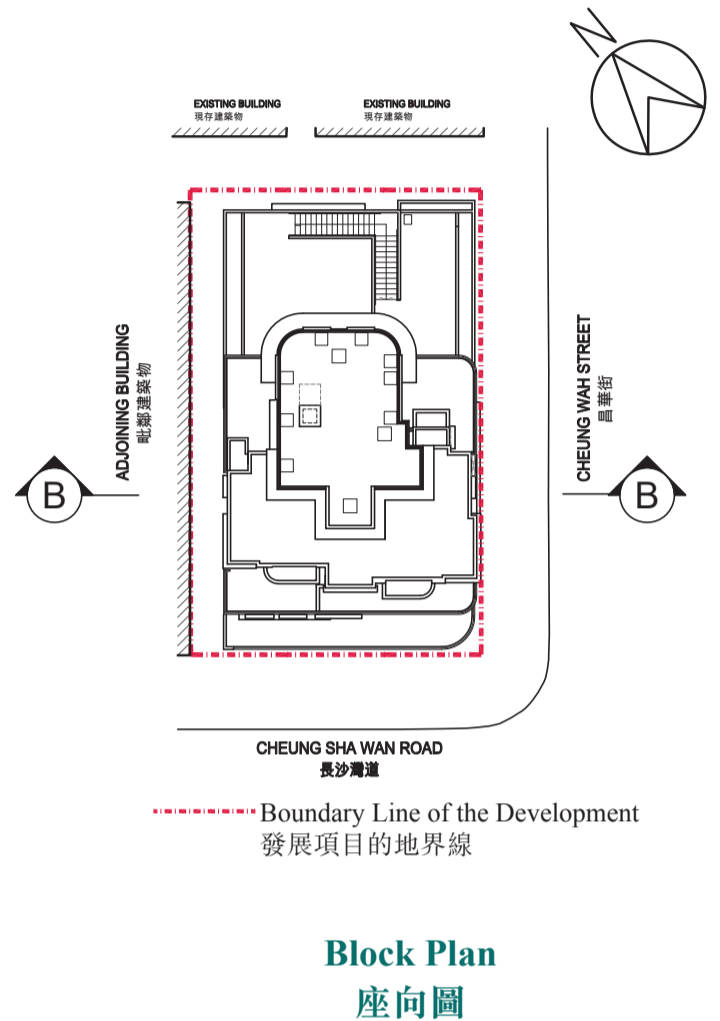 N
EXISTING BUILDING
現存建築物
EXISTING BUILDING
現存建築物
ADJOINING BUILDING
毗鄰建築物
CHEUNG WAH STREET
昌華街
B
B
CHEUNG SHA WAN ROAD
長沙灣道
Boundary Line of the Development
發展項目的地界線
Block Plan
座向圖